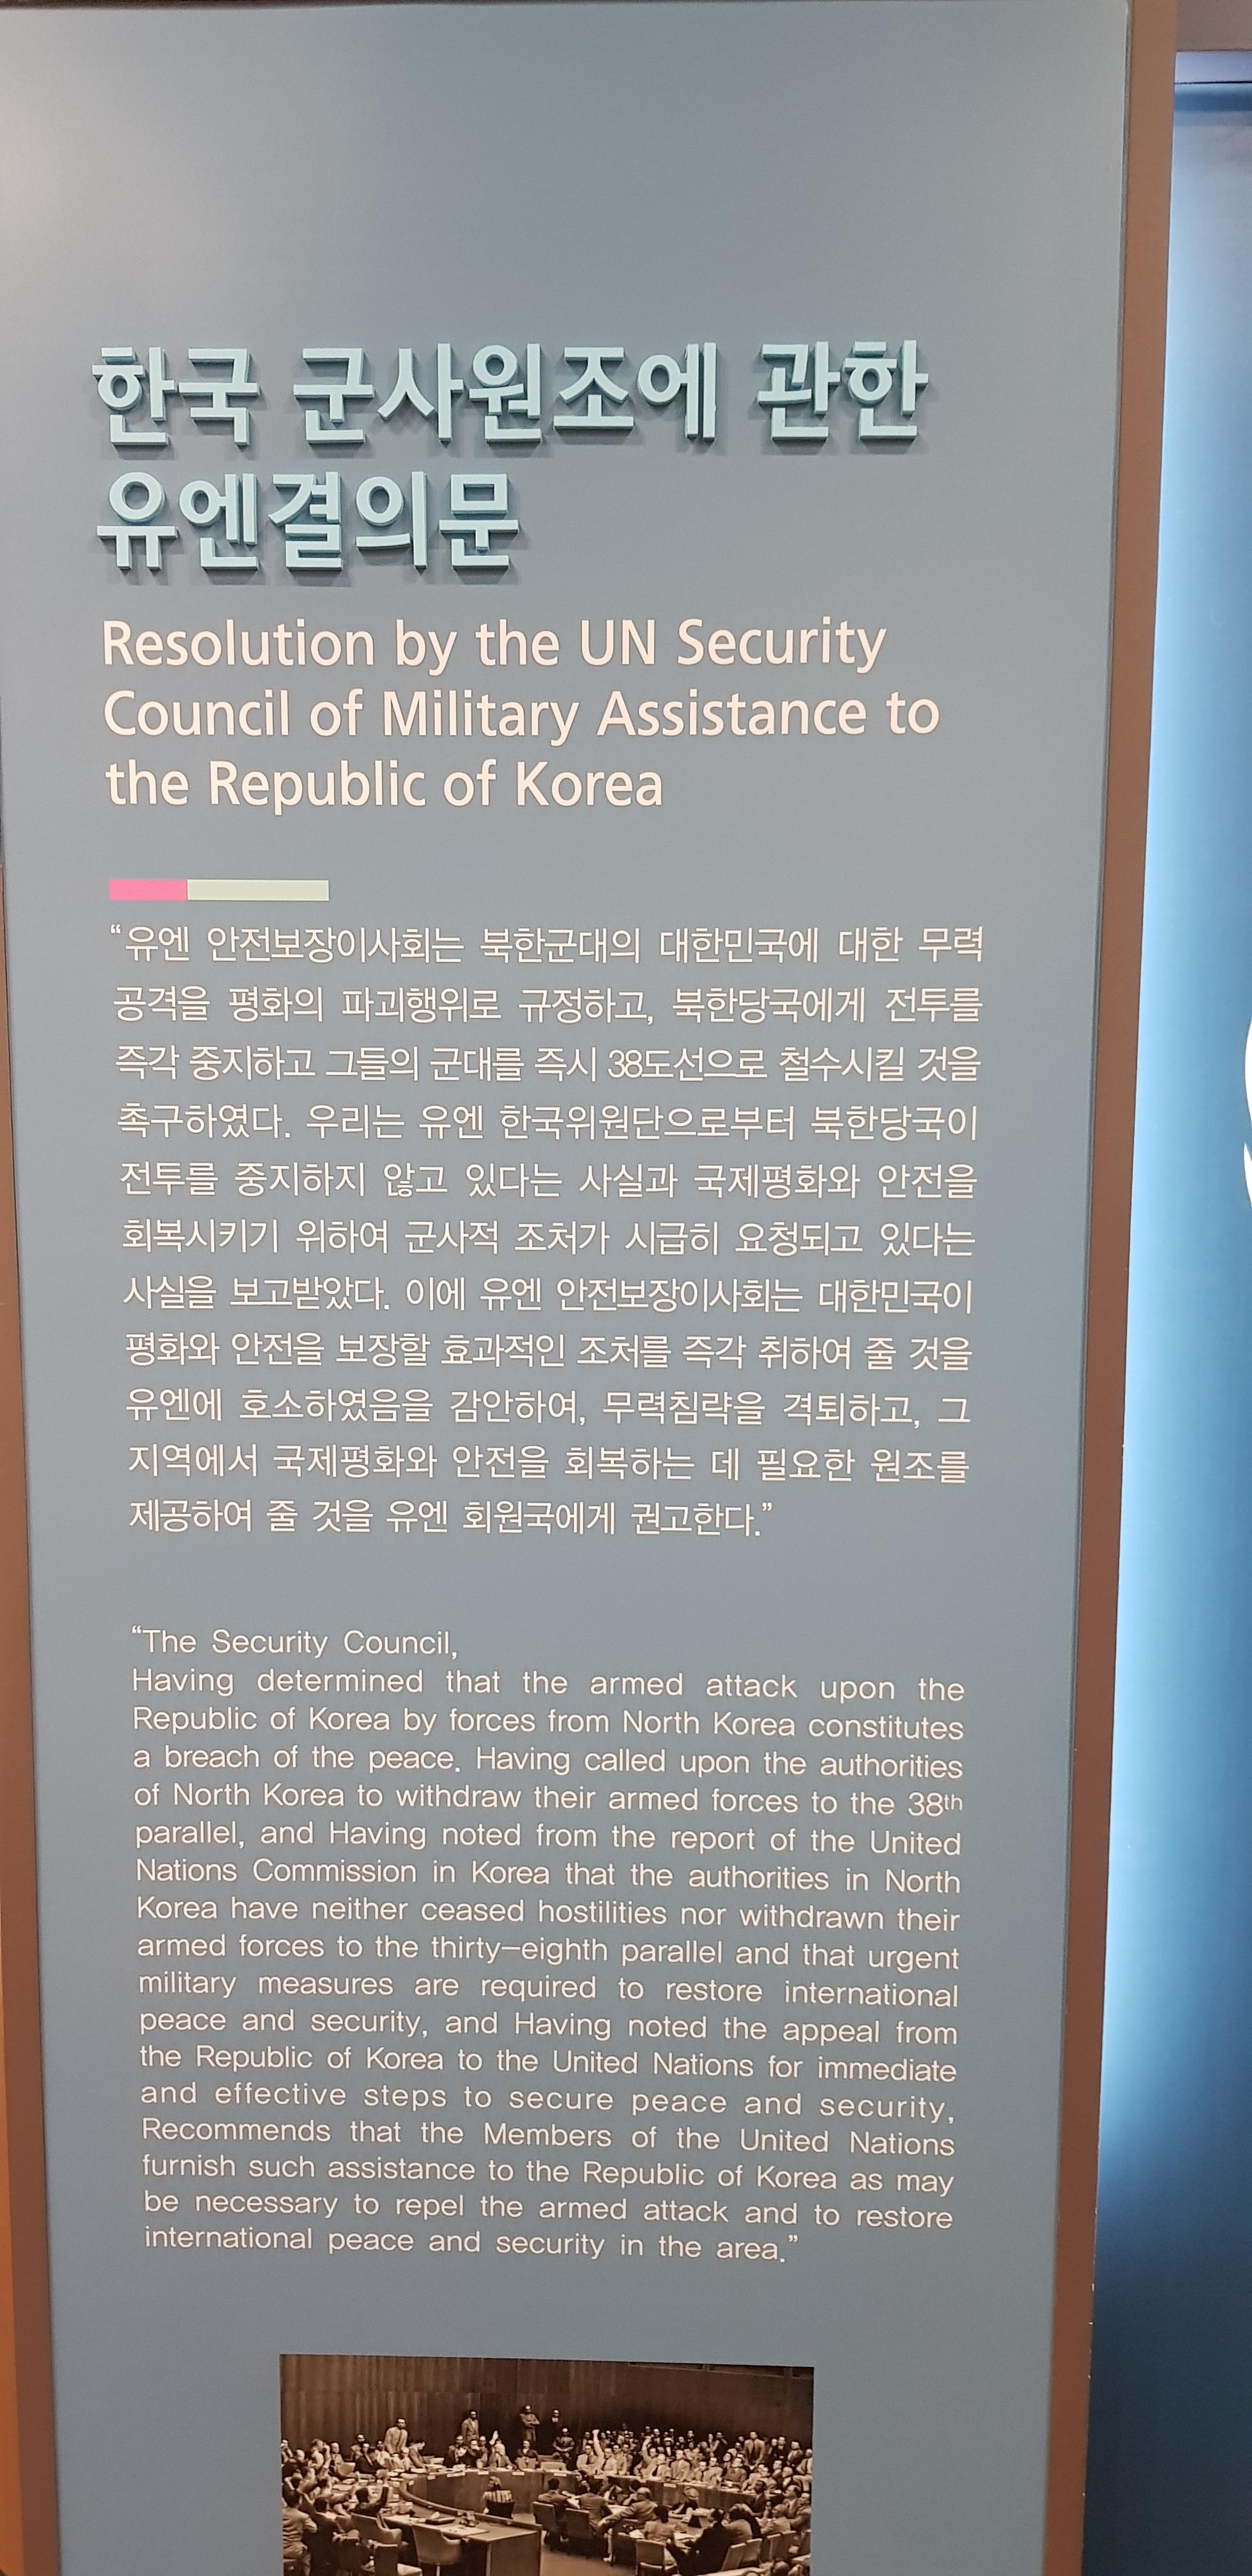 한국 군사원조에 관한
유엔결의문
Resolution by the UN Security
Council of Military Assistance to
the Republic of Korea
“유엔 안전보장이사회는 북한군대의 대한민국에 대한 무력
공격을 평화의 파괴행위로 규정하고, 북한당국에게 전투를
즉각 중지하고 그들의 군대를 즉시 38도선으로 철수시킬 것을
촉구하였다. 우리는 유엔 한국위원단으로부터 북한당국이
전투를 중지하지 않고 있다는 사실과 국제평화와 안전을
회복시키기 위하여 군사적 조처가 시급히 요청되고 있다는
사실을 보고받았다. 이에 유엔 안전보장이사회는 대한민국이
평화와 안전을 보장할 효과적인 조처를 즉각 취하여 줄 것을
유엔에 호소하였음을 감안하여, 무력침략을 격퇴하고, 그
지역에서 국제평화와 안전을 회복하는 데 필요한 원조를
제공하여 줄 것을 유엔 회원국에게 권고한다.”
“The Security Council,
Having determined that the armed attack upon the
Republic of Korea by forces from North Korea constitutes
a breach of the peace. Having called upon the authorities
of North Korea to withdraw their armed forces to the 38th
parallel, and Having noted from the report of the United
Nations Commission in Korea that the authorities in North
Korea have neither ceased hostilities nor withdrawn their
armed forces to the thirty-eighth parallel and that urgent
military measures are required to restore international
peace and security, and Having noted the appeal from
the Republic of Korea to the United Nations for immediate
and effective steps to secure peace and security,
Recommends that the Members of the United Nations
furnish such assistance to the Republic of Korea as may
be necessary to repel the armed attack and to restore
international peace and security in the area.”